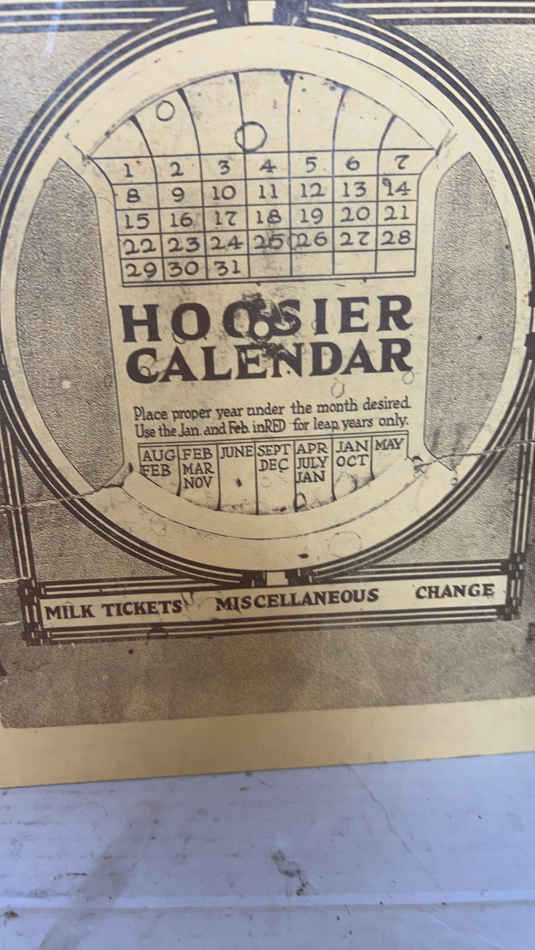 1 2 3 4 5 6 7
8 9 10 11 12 13 14
15 16 17 18 19 20 21
22 23 24 25 26 27 28
29 30 31
HOOSIER
CALENDAR
Place proper year under the month desired.
Use the Jan. and Feb. in RED for leap years only.
AUG FEB JUNE SEPT APR JAN MAY
FEB MAR DEC JULY OCT
NOV JAN
MILK TICKETS MISCELLANEOUS CHANGE